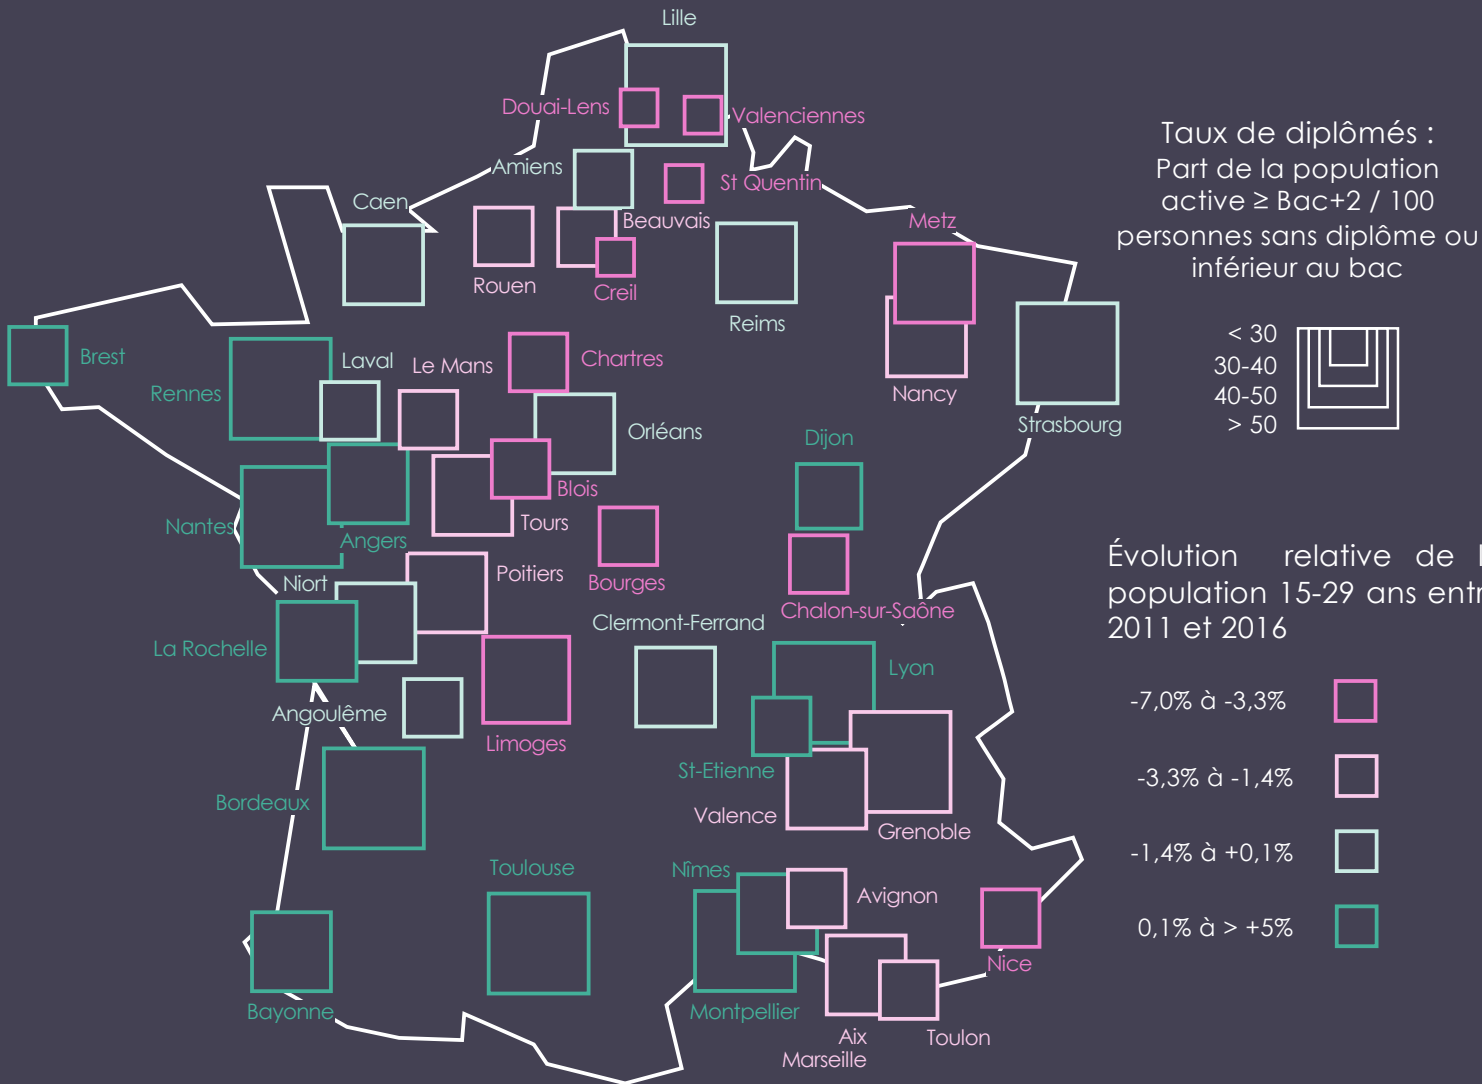 Lille
Douai-Lens
Valenciennes
Amiens
St Quentin
Caen
Beauvais
Metz
Rouen
Creil
Reims
Brest
Laval
Le Mans
Chartres
Nancy
Rennes
Orléans
Strasbourg
Dijon
Blois
Nantes
Angers
Tours
Niort
Poitiers
Bourges
Chalon-sur-Saône
Clermont-Ferrand
La Rochelle
Lyon
Angoulême
Limoges
St-Etienne
Bordeaux
Valence
Grenoble
Toulouse
Nîmes
Avignon
Nice
Bayonne
Montpellier
Aix
Marseille
Toulon
Taux de diplômés :
Part de la population
active ≥ Bac+2 / 100
personnes sans diplôme ou
inférieur au bac
< 30
30-40
40-50
> 50
Évolution relative de l
population 15-29 ans entr
2011 et 2016
-7,0% à -3,3%
-3,3% à -1,4%
-1,4% à +0,1%
0,1% à > +5%